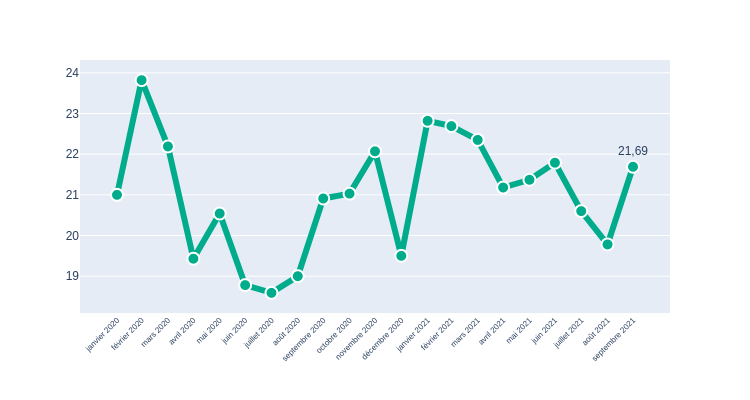 24
23
22
21
20
19
21,69
janvier 2020
février 2020
mars 2020
avril 2020
mai 2020
juin 2020
juillet 2020
août 2020
septembre 2020
octobre 2020
novembre 2020
décembre 2020
janvier 2021
février 2021
mars 2021
avril 2021
mai 2021
juin 2021
juillet 2021
août 2021
septembre 2021